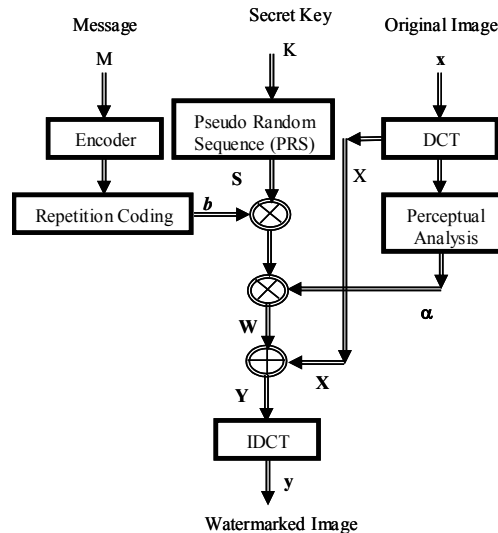 Message
Secret Key
Original Image
M
K
x
Encoder
Pseudo Random
Sequence (PRS)
DCT
X
S
Repetition Coding
b
Perceptual
Analysis
α
W
X
Y
IDCT
y
Watermarked Image